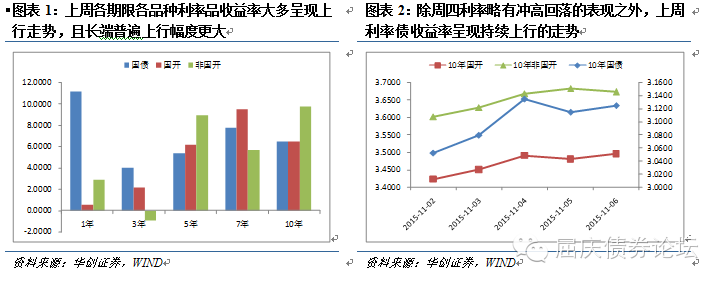 图表 1：上周各期限各品种利率品收益率大多呈现上
行走势，且长端普遍上行幅度更大
国债 国开 非国开
12.0000
10.0000
8.0000
6.0000
4.0000
2.0000
0.0000
-2.0000
1年 3年 5年 7年 10年
资料来源：华创证券，WIND
图表 2：除周四利率略有冲高回落的表现之外，上周
利率债收益率呈现持续上行的走势
10年国开 10年非国开 10年国债
3.7000
3.6500
3.6000
3.5500
3.5000
3.4500
3.4000
3.1600
3.1400
3.1200
3.1000
3.0800
3.0600
3.0400
3.0200
3.0000
2015-11-02
2015-11-03
2015-11-04
2015-11-05
2015-11-06
资料来源：华创证券，WIND
屈庆债券论坛